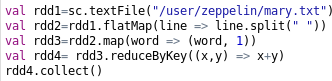 val rdd1=sc.textFile("/user/zeppelin/mary.txt")
val rdd2=rdd1.flatMap(line => line.split(" "))
val rdd3=rdd2.map(word => (word, 1))
val rdd4= rdd3.reduceByKey((x,y) => x+y)
rdd4.collect()